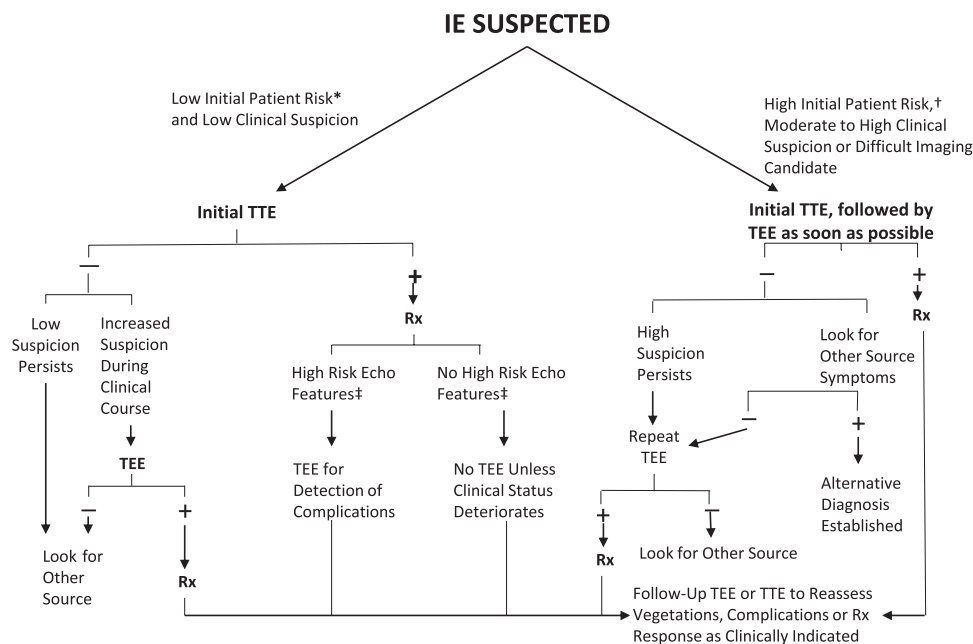 IE SUSPECTED
Low Initial Patient Risk*
and Low Clinical Suspicion
High Initial Patient Risk,†
Moderate to High Clinical
Suspicion or Difficult Imaging
Candidate
Initial TTE
Initial TTE, followed by
TEE as soon as possible
−
+
Rx
−
+
Rx
Low
Suspicion
Persists
Increased
Suspicion
During
Clinical
Course
High Risk Echo
Features‡
No High Risk Echo
Features‡
High
Suspicion
Persists
Look for
Other Source
Symptoms
−
+
TEE
TEE for
Detection of
Complications
No TEE Unless
Clinical Status
Deteriorates
Repeat
TEE
Alternative
Diagnosis
Established
−
+
+
−
Look for
Other
Source
Rx
Rx
Look for Other Source
Follow-Up TEE or TTE to Reassess
Vegetations, Complications or Rx
Response as Clinically Indicated